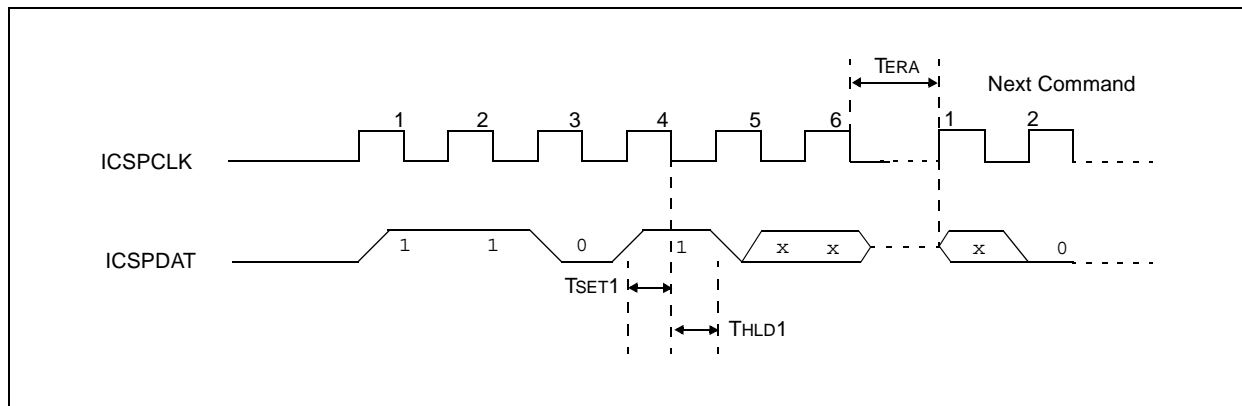 TERA
Next Command
1 2 3 4 5 6 1 2
ICSPCLK
ICSPDAT
1 1 0 1 x x x 0
TSET1
THLD1